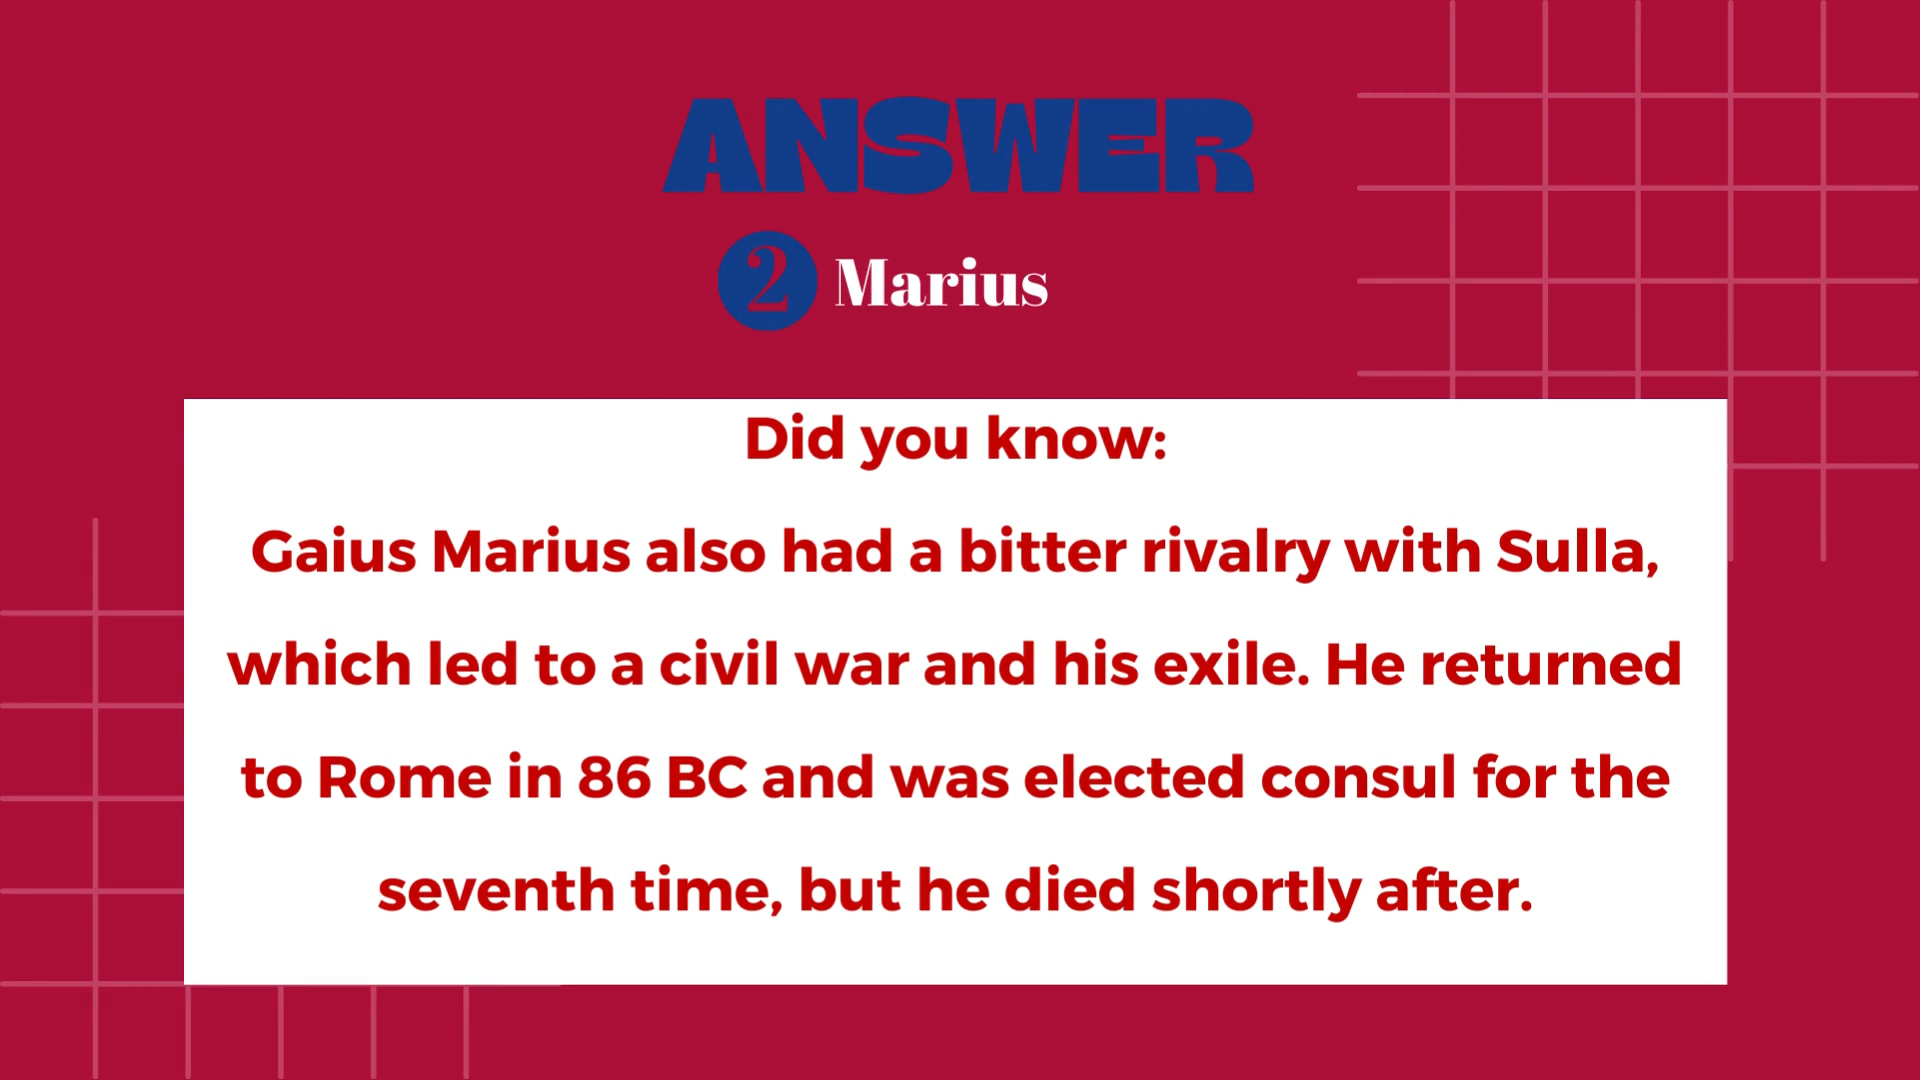 ANSWER
2 Marius
Did you know:
Gaius Marius also had a bitter rivalry with Sulla,
which led to a civil war and his exile. He returned
to Rome in 86 BC and was elected consul for the
seventh time, but he died shortly after.